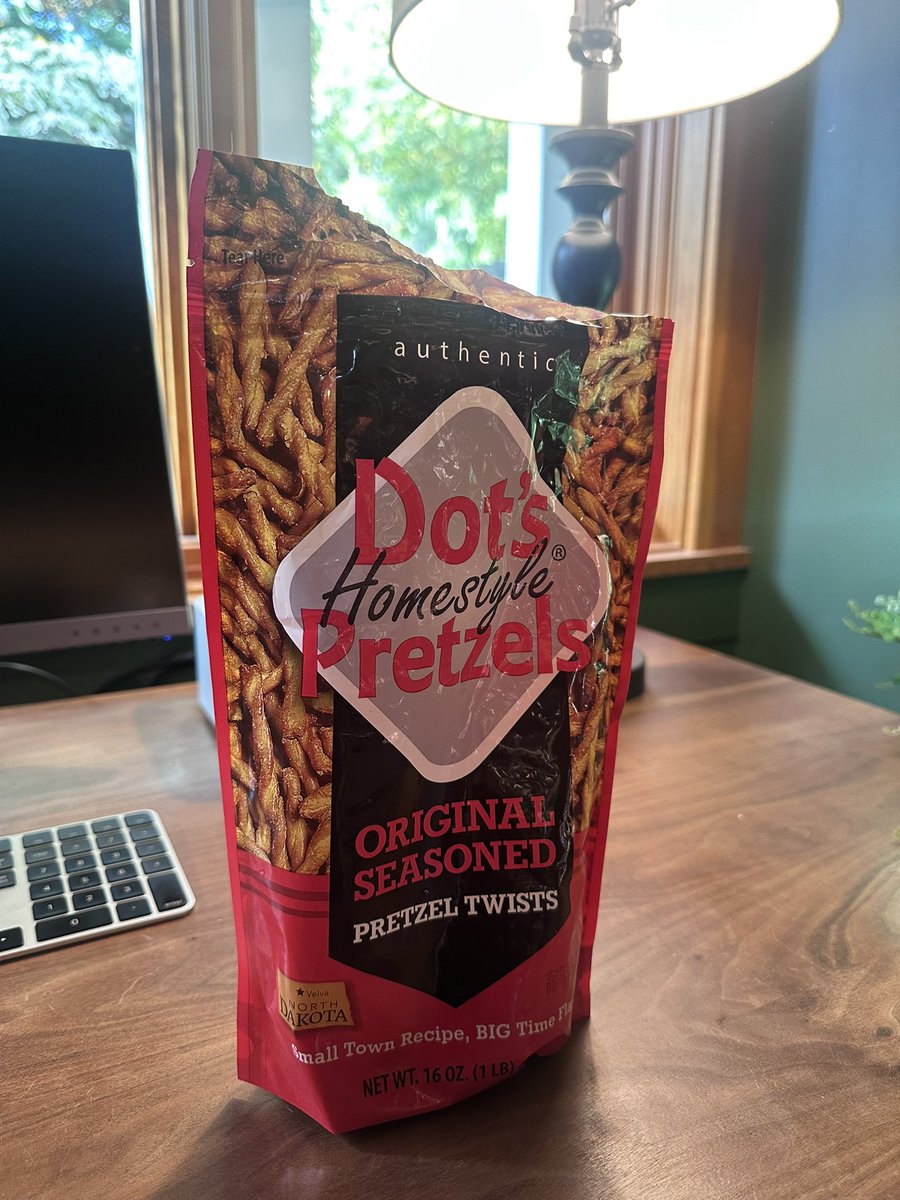 Tear Here
authentic
Dot's
Homestyle®
Pretzels
ORIGINAL
SEASONED
PRETZEL TWISTS
Velva
NORTH
DAKOTA
Small Town Recipe, BIG Time
NET WT. 16 OZ. (1 LB)